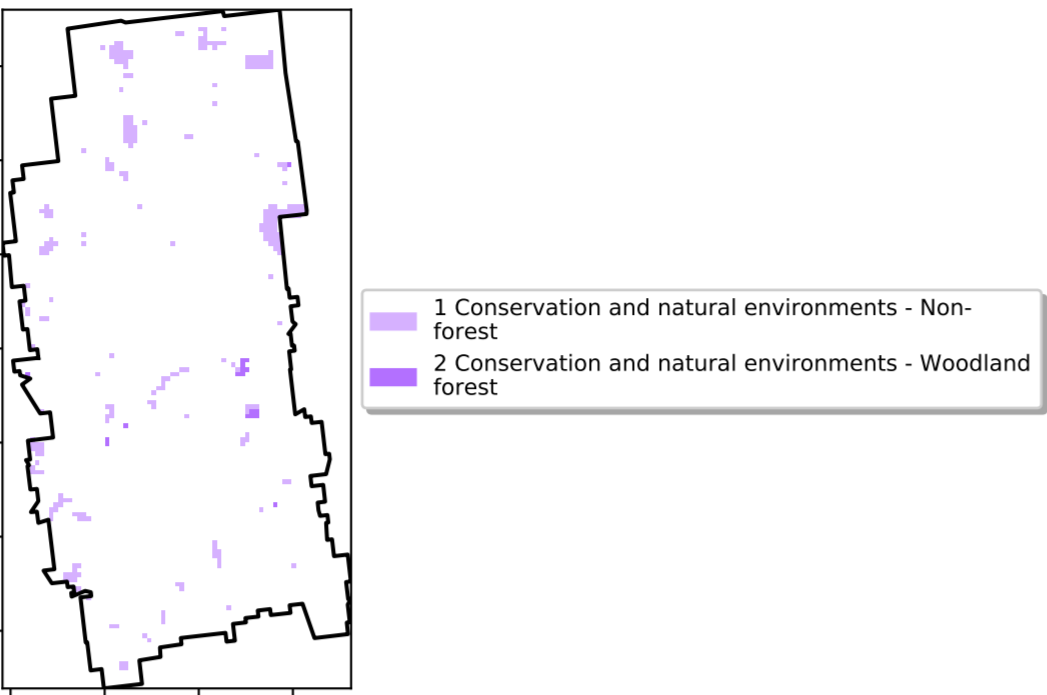 1 Conservation and natural environments - Non-
forest
2 Conservation and natural environments - Woodland
forest